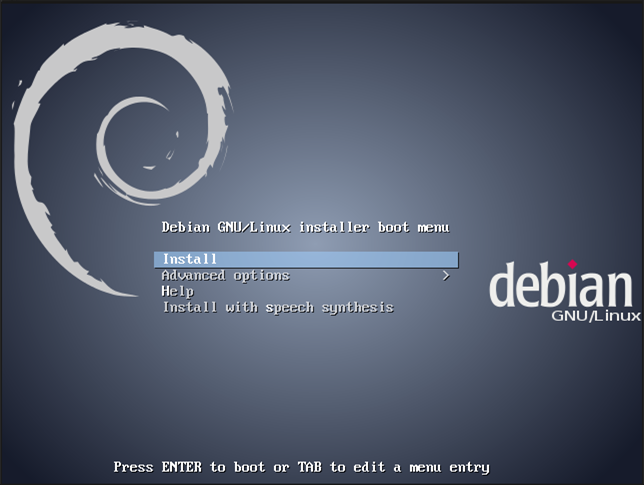 Debian GNU/Linux installer boot menu
Install
Advanced options >
Help
Install with speech synthesis
debian
GNU/Linux
Press ENTER to boot or TAB to edit a menu entry